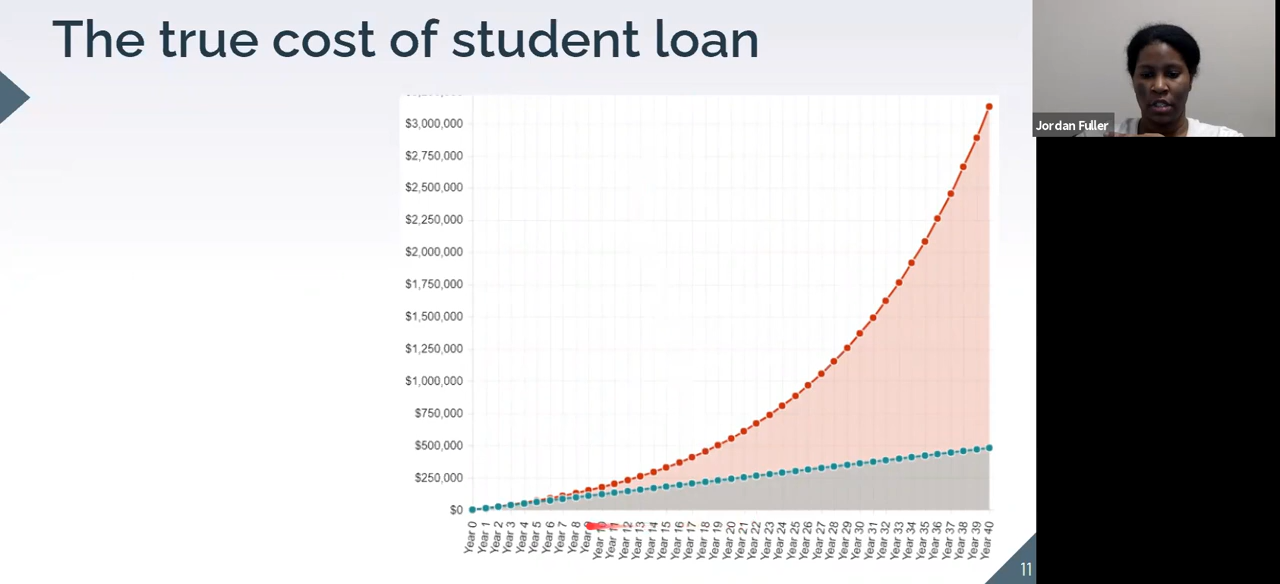 The true cost of student loan
Jordan Fuller
$3,000,000
$2,750,000
$2,500,000
$2,250,000
$2,000,000
$1,750,000
$1,500,000
$1,250,000
$1,000,000
$750,000
$500,000
$250,000
$0
Year 0
Year 1
Year 2
Year 3
Year 4
Year 5
Year 6
Year 7
Year 8
Year 10
Year 11
Year 12
Year 13
Year 14
Year 15
Year 16
Year 17
Year 18
Year 19
Year 20
Year 21
Year 22
Year 23
Year 24
Year 25
Year 26
Year 27
Year 28
Year 29
Year 30
Year 31
Year 32
Year 33
Year 34
Year 35
Year 36
Year 37
Year 38
Year 39
Year 40
11